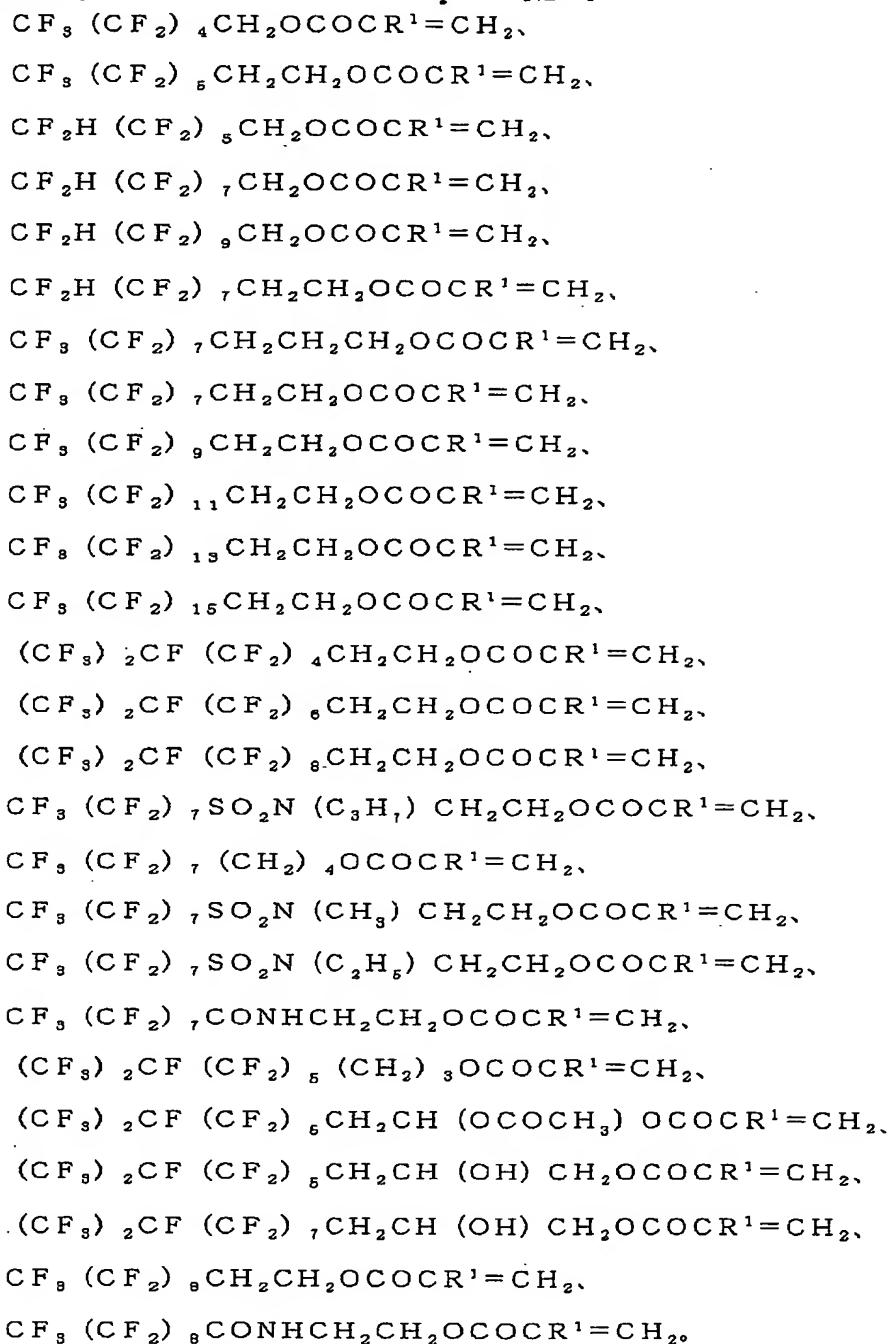 CF₃ (CF₂) ₄CH₂OCOCR¹=CH₂、
CF₃ (CF₂) ₅CH₂CH₂OCOCR¹=CH₂、
CF₂H (CF₂) ₅CH₂OCOCR¹=CH₂、
CF₂H (CF₂) ₇CH₂OCOCR¹=CH₂、
CF₂H (CF₂) ₉CH₂OCOCR¹=CH₂、
CF₂H (CF₂) ₇CH₂CH₂OCOCR¹=CH₂、
CF₃ (CF₂) ₇CH₂CH₂CH₂OCOCR¹=CH₂、
CF₃ (CF₂) ₇CH₂CH₂OCOCR¹=CH₂、
CF₃ (CF₂) ₉CH₂CH₂OCOCR¹=CH₂、
CF₃ (CF₂) ₁₁CH₂CH₂OCOCR¹=CH₂、
CF₃ (CF₂) ₁₃CH₂CH₂OCOCR¹=CH₂、
CF₃ (CF₂) ₁₅CH₂CH₂OCOCR¹=CH₂、
(CF₃) ₂CF (CF₂) ₄CH₂CH₂OCOCR¹=CH₂、
(CF₃) ₂CF (CF₂) ₆CH₂CH₂OCOCR¹=CH₂、
(CF₃) ₂CF (CF₂) ₈CH₂CH₂OCOCR¹=CH₂、
CF₃ (CF₂) ₇SO₂N (C₃H₇) CH₂CH₂OCOCR¹=CH₂、
CF₃ (CF₂) ₇ (CH₂) ₄OCOCR¹=CH₂、
CF₃ (CF₂) ₇SO₂N (CH₃) CH₂CH₂OCOCR¹=CH₂、
CF₃ (CF₂) ₇SO₂N (C₂H₅) CH₂CH₂OCOCR¹=CH₂、
CF₃ (CF₂) ₇CONHCH₂CH₂OCOCR¹=CH₂、
(CF₃) ₂CF (CF₂) ₅ (CH₂) ₃OCOCR¹=CH₂、
(CF₃) ₂CF (CF₂) ₅CH₂CH (OCOCH₃) OCOCR¹=CH₂、
(CF₃) ₂CF (CF₂) ₅CH₂CH (OH) CH₂OCOCR¹=CH₂、
(CF₃) ₂CF (CF₂) ₇CH₂CH (OH) CH₂OCOCR¹=CH₂、
CF₃ (CF₂) ₈CH₂CH₂OCOCR¹=CH₂、
CF₃ (CF₂) ₈CONHCH₂CH₂OCOCR¹=CH₂。